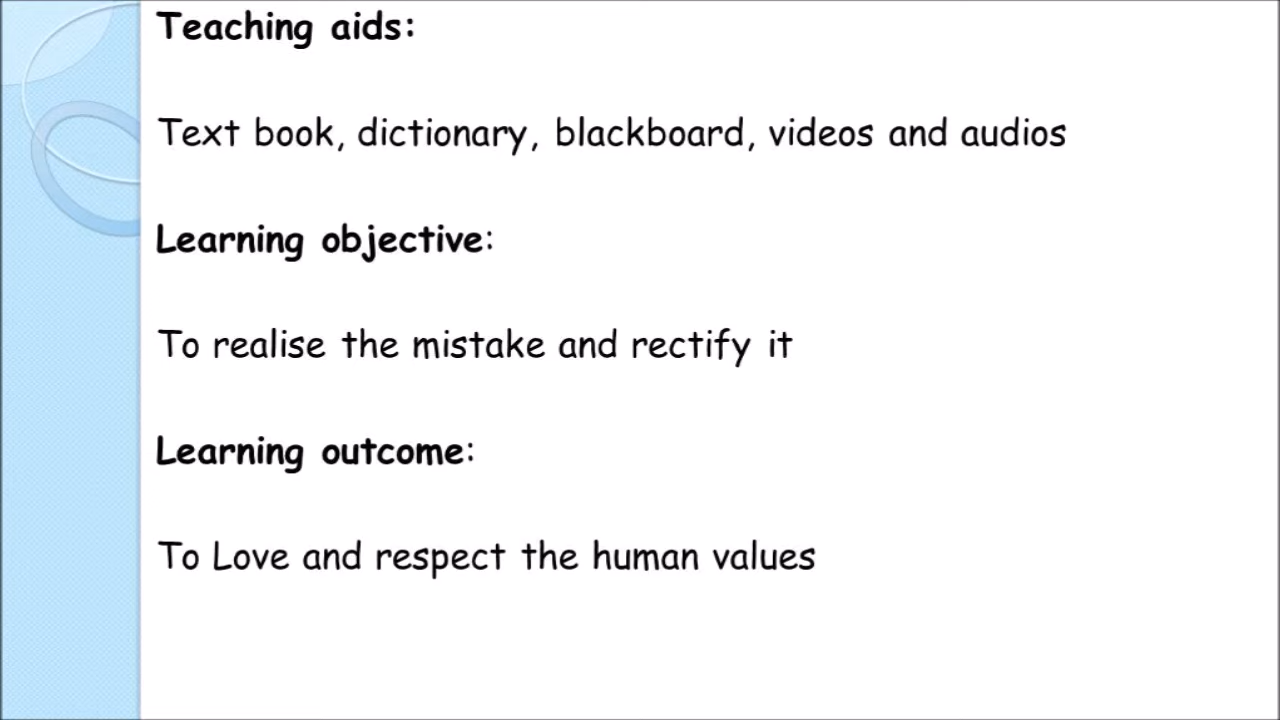 Teaching aids:
Text book, dictionary, blackboard, videos and audios
Learning objective:
To realise the mistake and rectify it
Learning outcome:
To Love and respect the human values